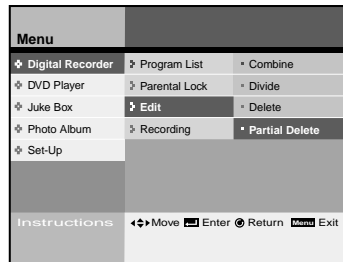 Menu
Digital Recorder Program List Combine
DVD Player Parental Lock Divide
Juke Box Edit Delete
Photo Album Recording Partial Delete
Set-Up
Instructions Move Enter Return Menu Exit